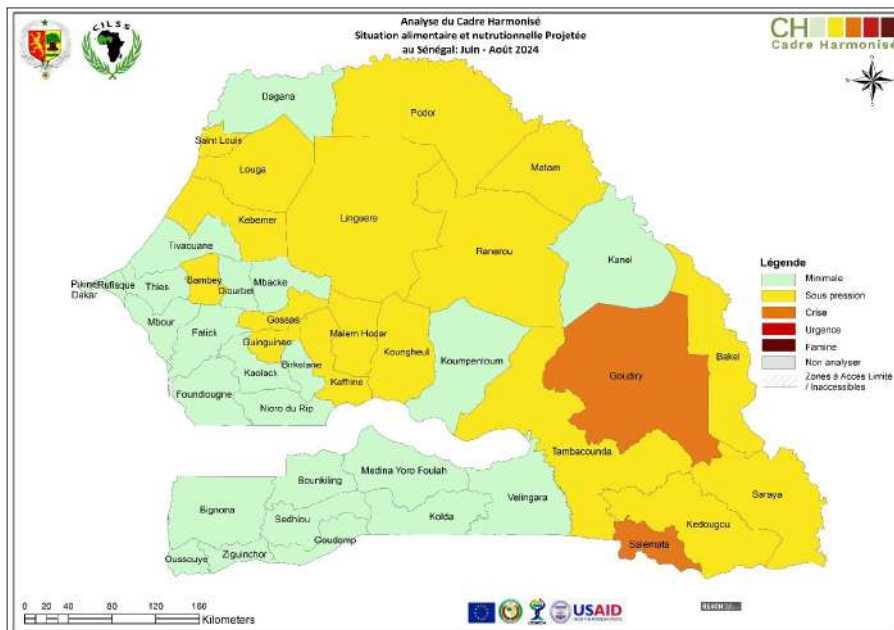 Analyse du Cadre Harmonisé
Situation alimentaire et nutrutionnelle Projetée
au Sénégal: Juin - Août 2024
CILSS
CH
Cadre Harmonisé
Dagana
Podor
Saint Louis
Louga
Matam
Linguere
Kebemer
Ranerou
Kanel
Tivaouane
Bambey
Diourbel
Mbacke
Pikine
Rufisque
Dakar
Thies
Mbour
Fatick
Gossas
Guinguineo
Malem Hodar
Koungheul
Koumpentoum
Birkelane
Kaolack
Kaffrine
Foundiougne
Nioro du Rip
Goudiry
Bakel
Tambacounda
Saraya
Kedougou
Salemata
Medina Yoro Foulah
Bounkiling
Velingara
Bignona
Sedhiou
Kolda
Goudomp
Oussouye
Ziguinchor
Légende
Minimale
Sous pression
Crise
Urgence
Famine
Non analyser
Zones à Accès Limité
/ Inaccessibles
0 20 40 80 120 160
Kilometers
USAID
REACH